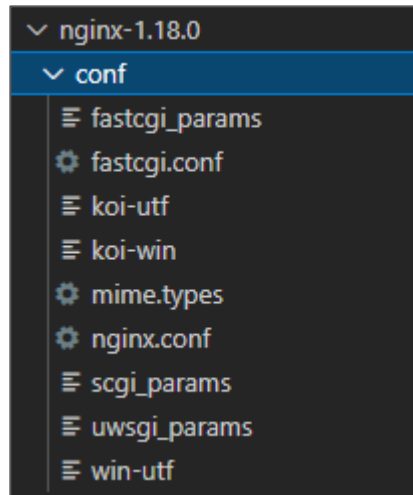 nginx-1.18.0
conf
fastcgi_params
fastcgi.conf
koi-utf
koi-win
mime.types
nginx.conf
scgi_params
uwsgi_params
win-utf